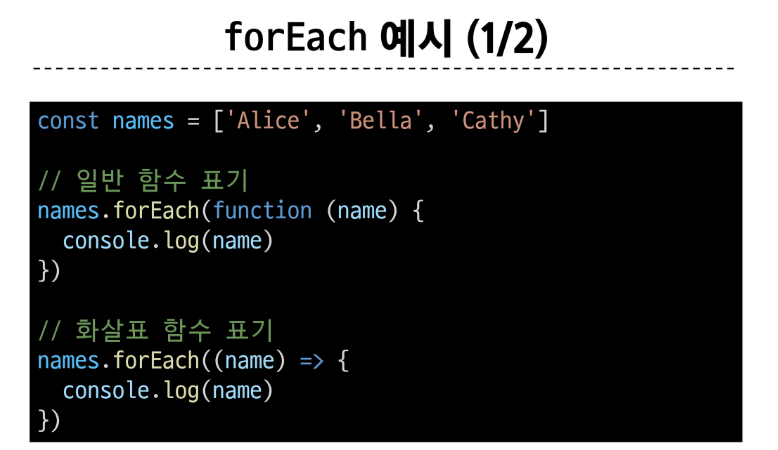 forEach 예시 (1/2)
const names = ['Alice', 'Bella', 'Cathy']
// 일반 함수 표기
names.forEach(function (name) {
  console.log(name)
})
// 화살표 함수 표기
names.forEach((name) => {
  console.log(name)
})